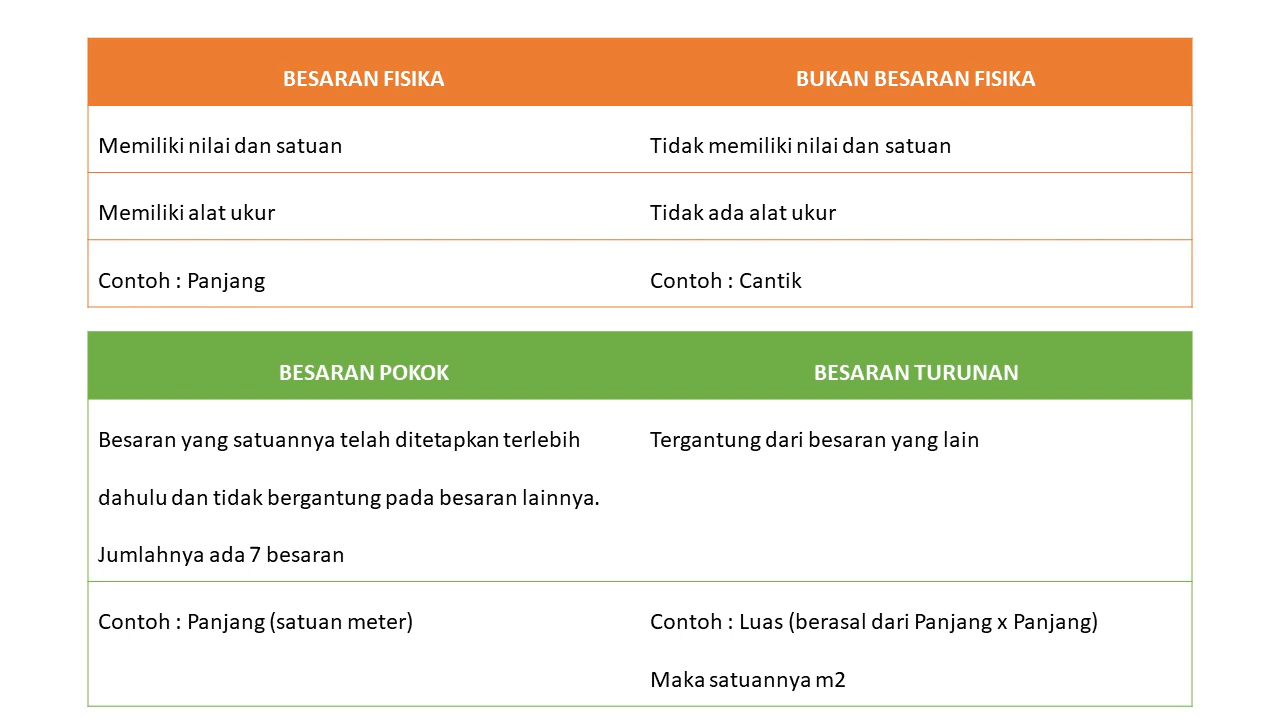 BESARAN FISIKA BUKAN BESARAN FISIKA
Memiliki nilai dan satuan Tidak memiliki nilai dan satuan
Memiliki alat ukur Tidak ada alat ukur
Contoh : Panjang Contoh : Cantik
BESARAN POKOK BESARAN TURUNAN
Besaran yang satuannya telah ditetapkan terlebih Tergantung dari besaran yang lain
dahulu dan tidak bergantung pada besaran lainnya.
Jumlahnya ada 7 besaran
Contoh : Panjang (satuan meter) Contoh : Luas (berasal dari Panjang x Panjang)
Maka satuannya m2